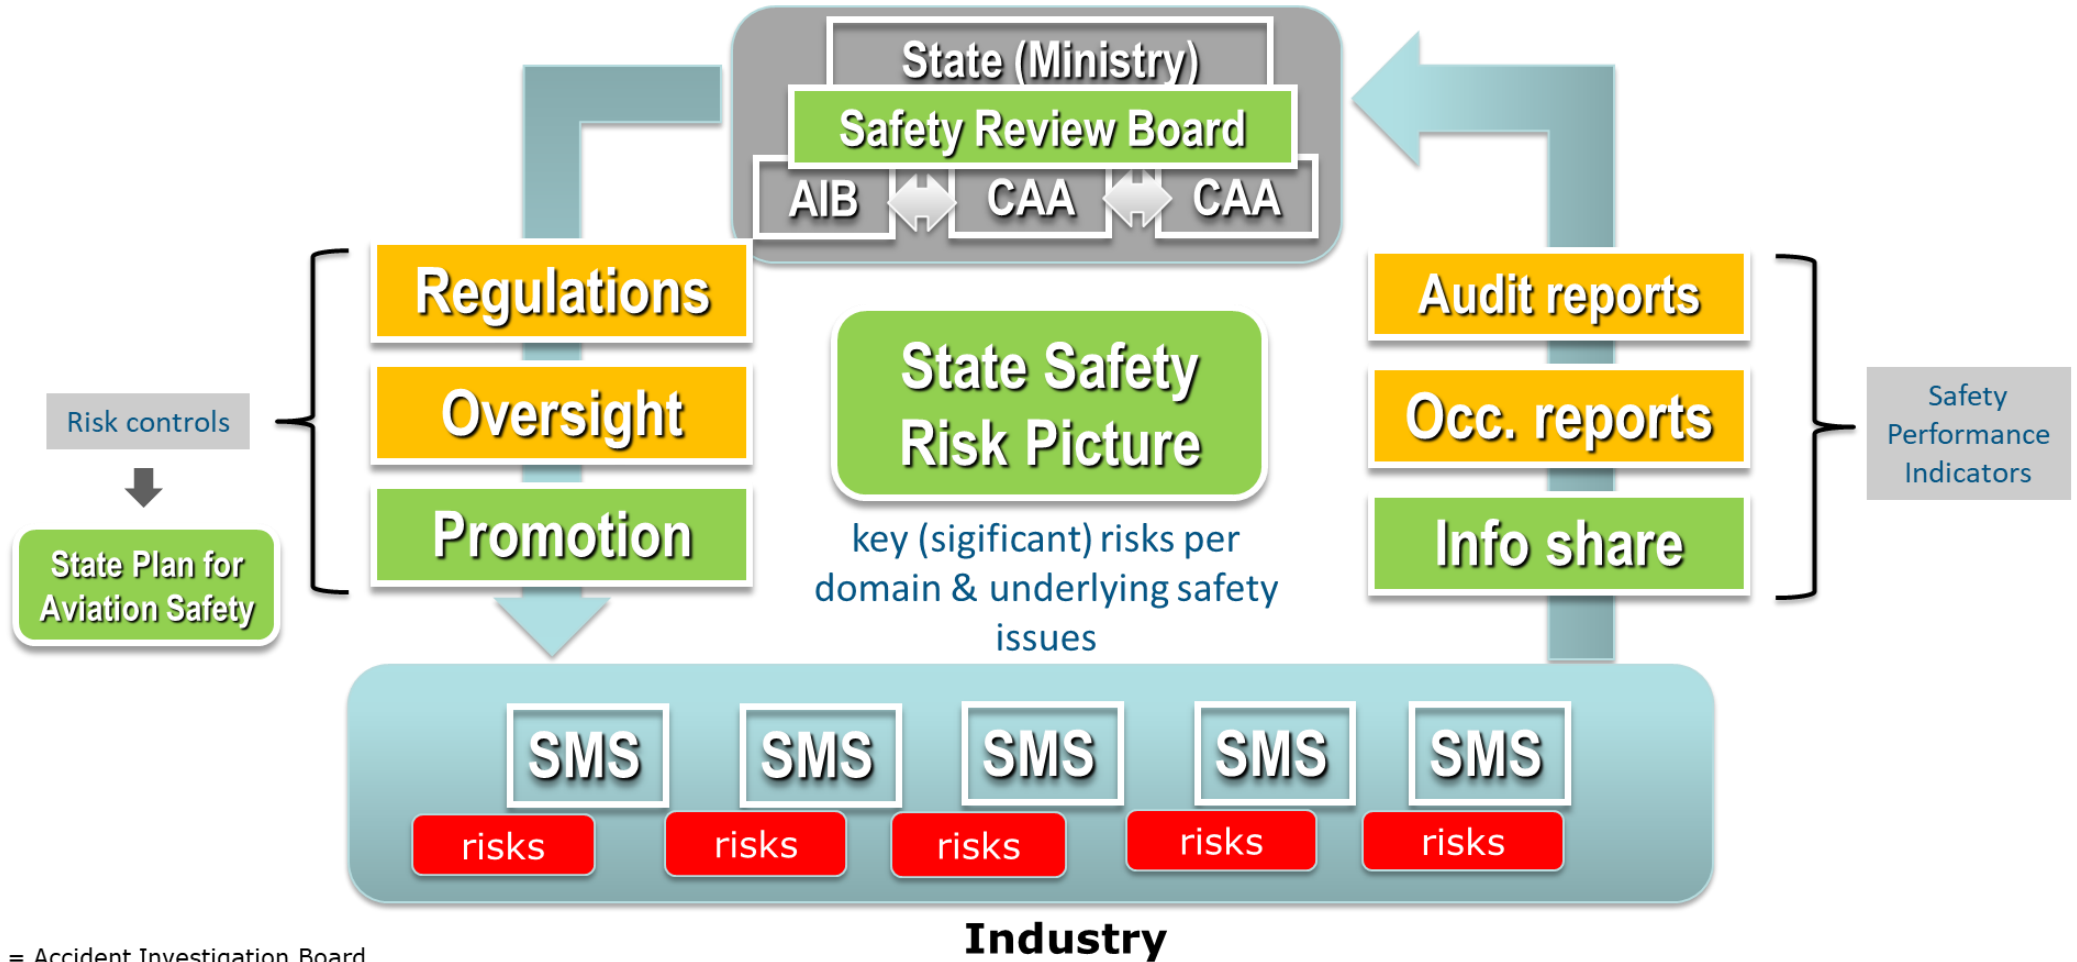 State (Ministry)
Safety Review Board
AIB
CAA
CAA
Regulations
Oversight
Promotion
Risk controls
State Plan for
Aviation Safety
State Safety
Risk Picture
key (sigificant) risks per
domain & underlying safety
issues
Audit reports
Occ. reports
Info share
Safety
Performance
Indicators
SMS
SMS
SMS
SMS
SMS
risks
risks
risks
risks
risks
Industry
= Accident Investigation Board